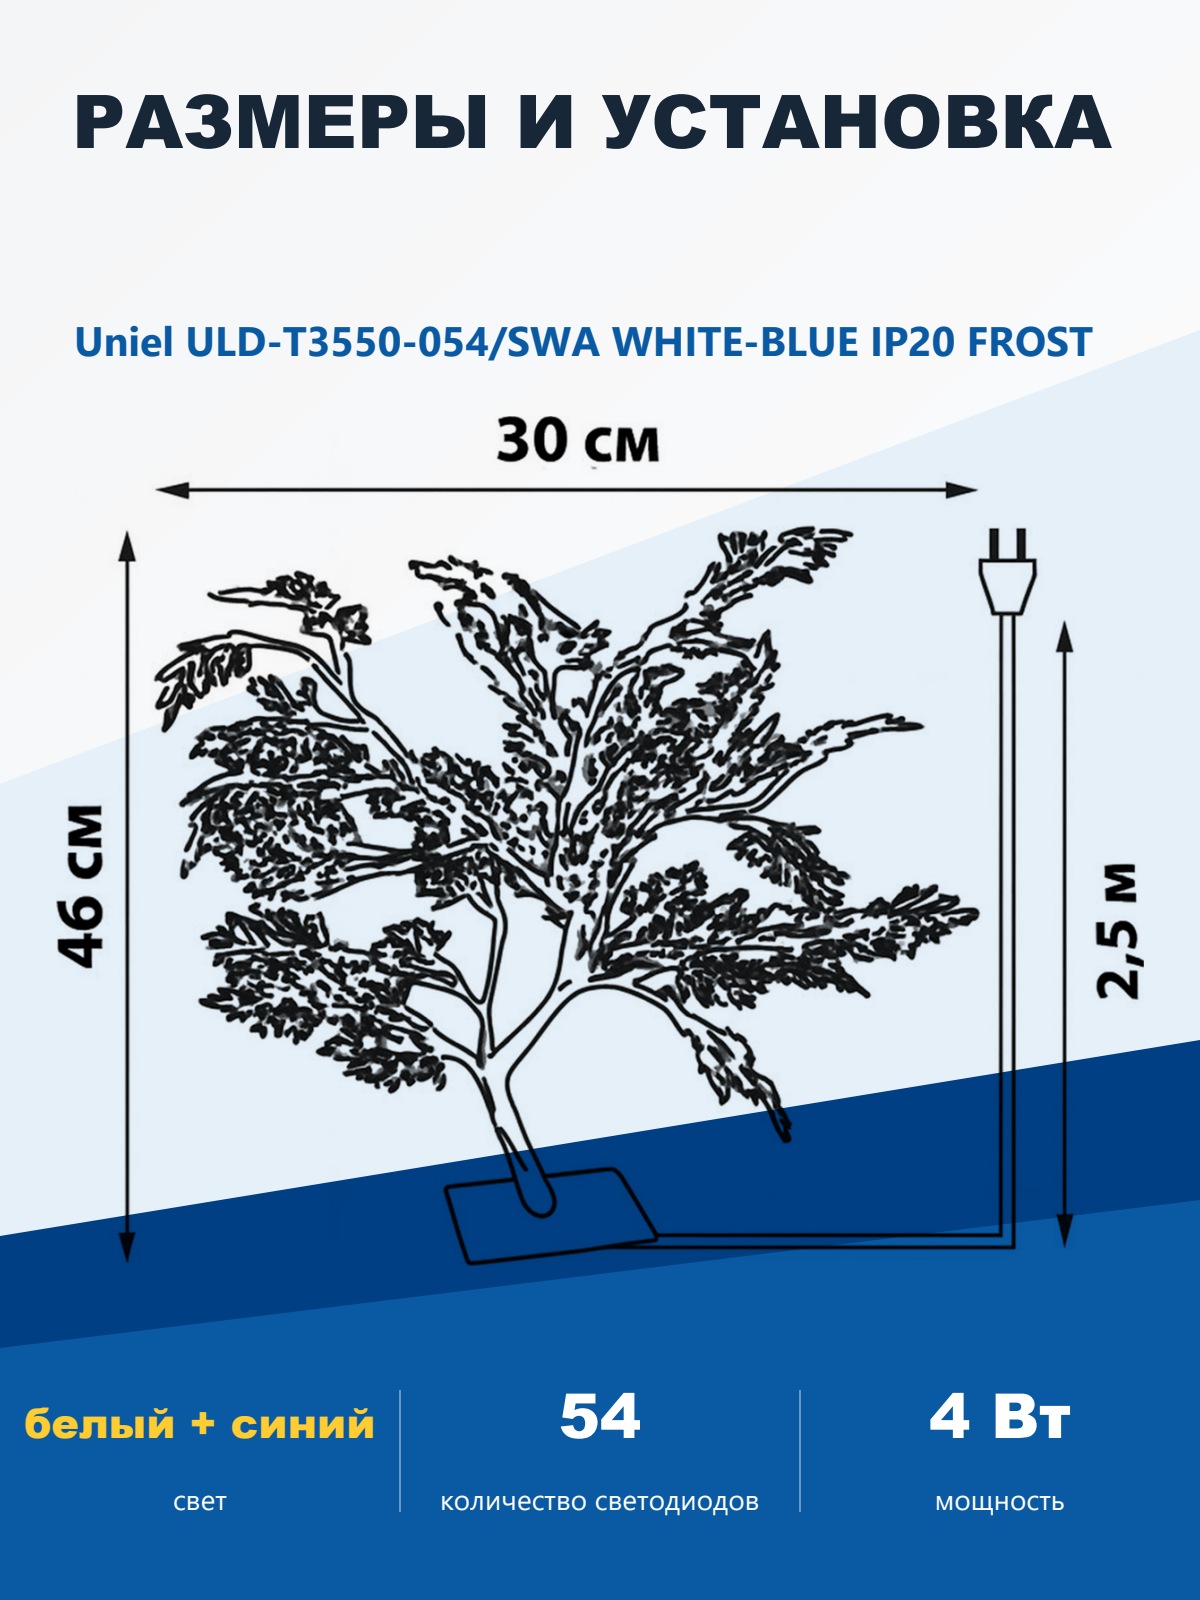 РАЗМЕРЫ И УСТАНОВКА
Uniel ULD-T3550-054/SWA WHITE-BLUE IP20 FROST
30 см
46 см
2,5 м
белый + синий
свет
54
количество светодиодов
4 Вт
мощность